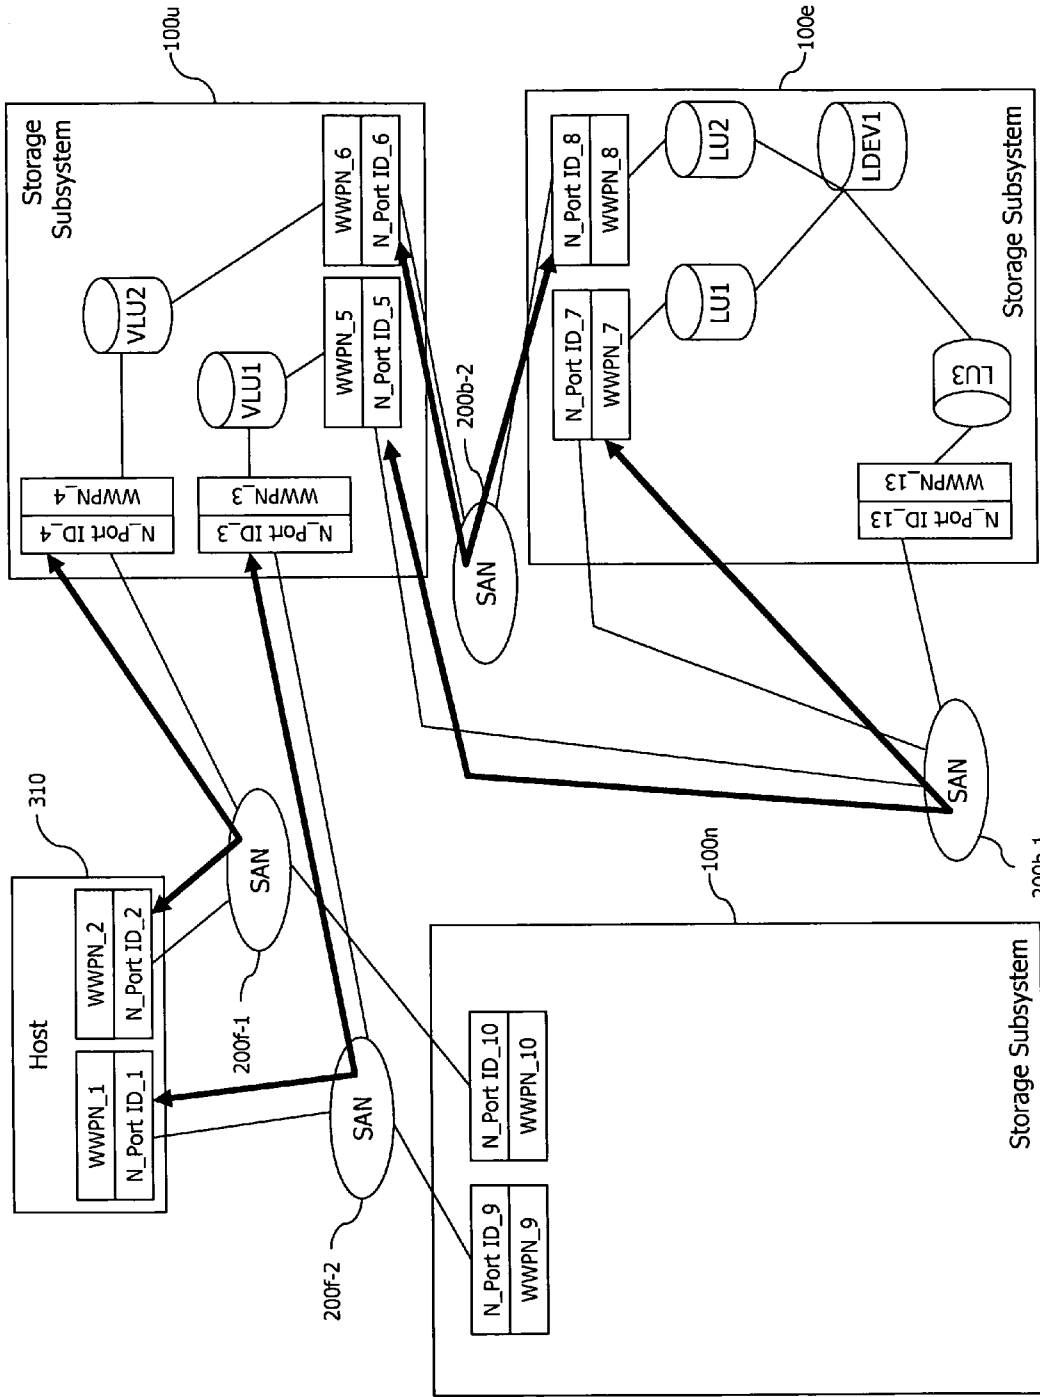 Host
310
WWPN_1
N_Port ID_1
WWPN_2
N_Port ID_2
SAN
200f-1
SAN
200f-2
Storage
Subsystem
100u
N_Port ID_4
WWPN_4
VLU2
N_Port ID_3
WWPN_3
VLU1
WWPN_5
N_Port ID_5
WWPN_6
N_Port ID_6
SAN
200b-2
N_Port ID_9
WWPN_9
N_Port ID_10
WWPN_10
Storage Subsystem
100n
SAN
200b-1
N_Port ID_7
WWPN_7
N_Port ID_8
WWPN_8
LU1
LU2
LDEV1
N_Port ID_13
WWPN_13
LU3
Storage Subsystem
100e